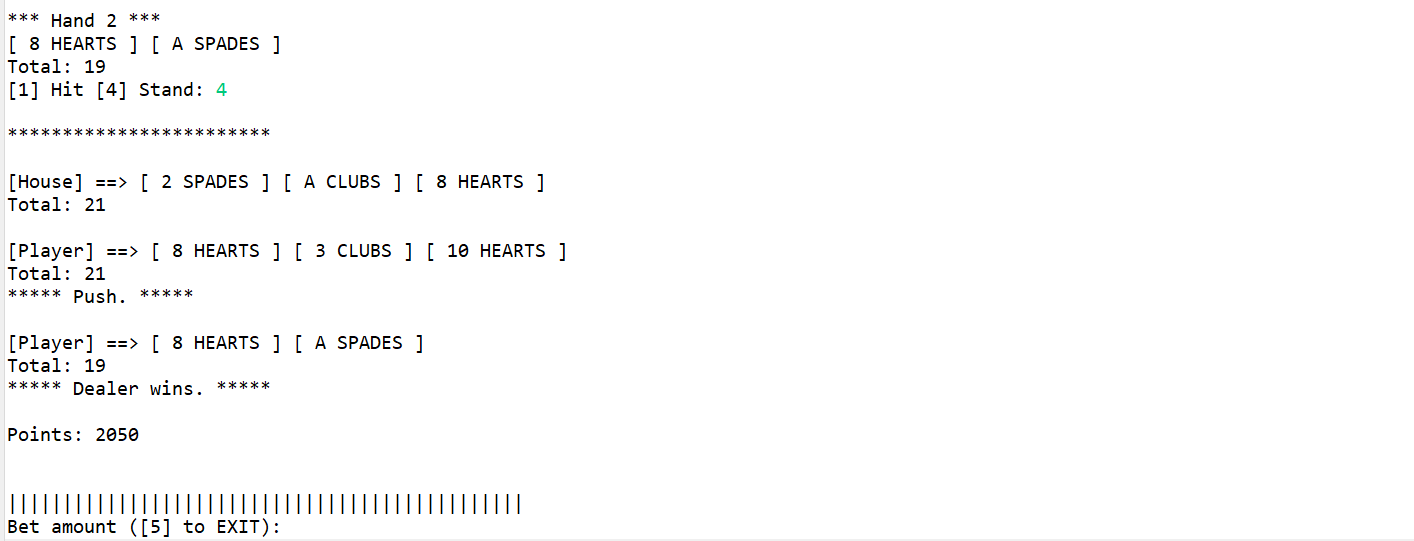 *** Hand 2 ***
[ 8 HEARTS ] [ A SPADES ]
Total: 19
[1] Hit [4] Stand: 4
************************
[House] ==> [ 2 SPADES ] [ A CLUBS ] [ 8 HEARTS ]
Total: 21
[Player] ==> [ 8 HEARTS ] [ 3 CLUBS ] [ 10 HEARTS ]
Total: 21
***** Push. *****
[Player] ==> [ 8 HEARTS ] [ A SPADES ]
Total: 19
***** Dealer wins. *****
Points: 2050
|||||||||||||||||||||||||||||||||||||||||||||||
Bet amount ([5] to EXIT):